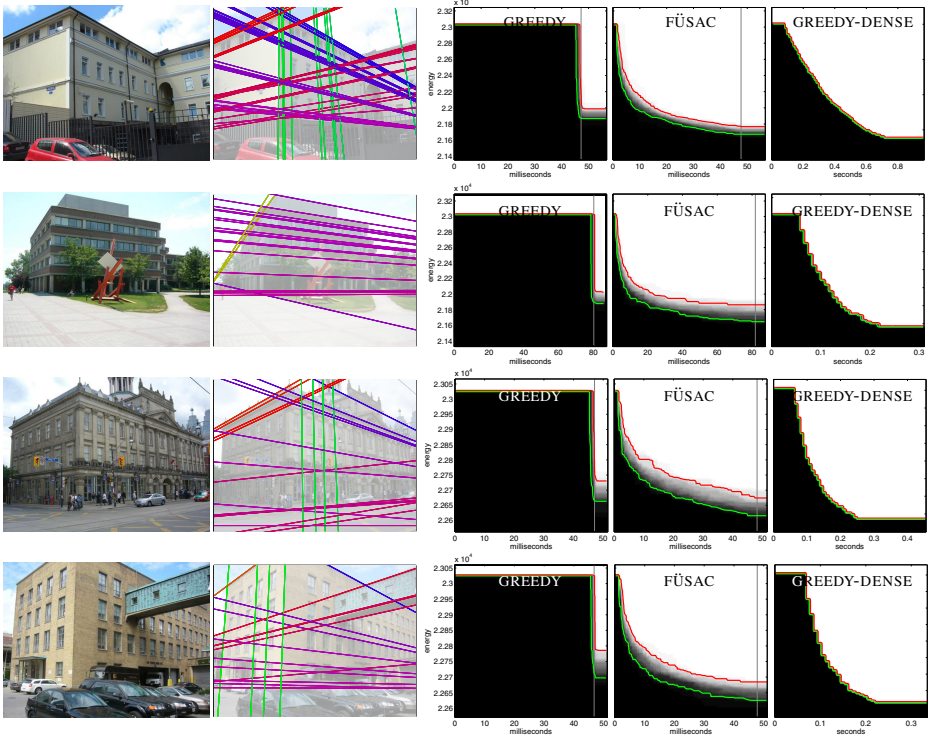 x 10
GREEDY FÜSAC GREEDY-DENSE
2.32
2.3
2.28
2.26
2.24
2.22
2.2
2.18
2.16
2.14
energy
0 10 20 30 40 50
0 10 20 30 40 50
0 0.2 0.4 0.6 0.8
milliseconds milliseconds seconds
x 10⁴
GREEDY FÜSAC GREEDY-DENSE
2.32
2.3
2.28
2.26
2.24
2.22
2.2
2.18
2.16
2.14
energy
0 20 40 60 80
0 20 40 60 80
0 0.1 0.2 0.3
milliseconds milliseconds seconds
x 10⁴
2.305
GREEDY FÜSAC GREEDY-DENSE
2.3
2.295
2.29
2.285
2.28
2.275
2.27
2.265
2.26
energy
0 10 20 30 40 50
0 10 20 30 40 50
0 0.2 0.4
milliseconds milliseconds seconds
x 10⁴
2.305
GREEDY FÜSAC GREEDY-DENSE
2.3
2.295
2.29
2.285
2.28
2.275
2.27
2.265
2.26
energy
0 10 20 30 40 50
0 10 20 30 40 50
0 0.1 0.2 0.3
milliseconds milliseconds seconds